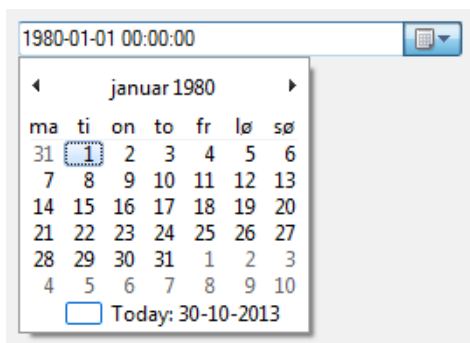 1980-01-01 00:00:00
januar 1980
ma ti on to fr lø sø
31 1 2 3 4 5 6
7 8 9 10 11 12 13
14 15 16 17 18 19 20
21 22 23 24 25 26 27
28 29 30 31 1 2 3
4 5 6 7 8 9 10
Today: 30-10-2013